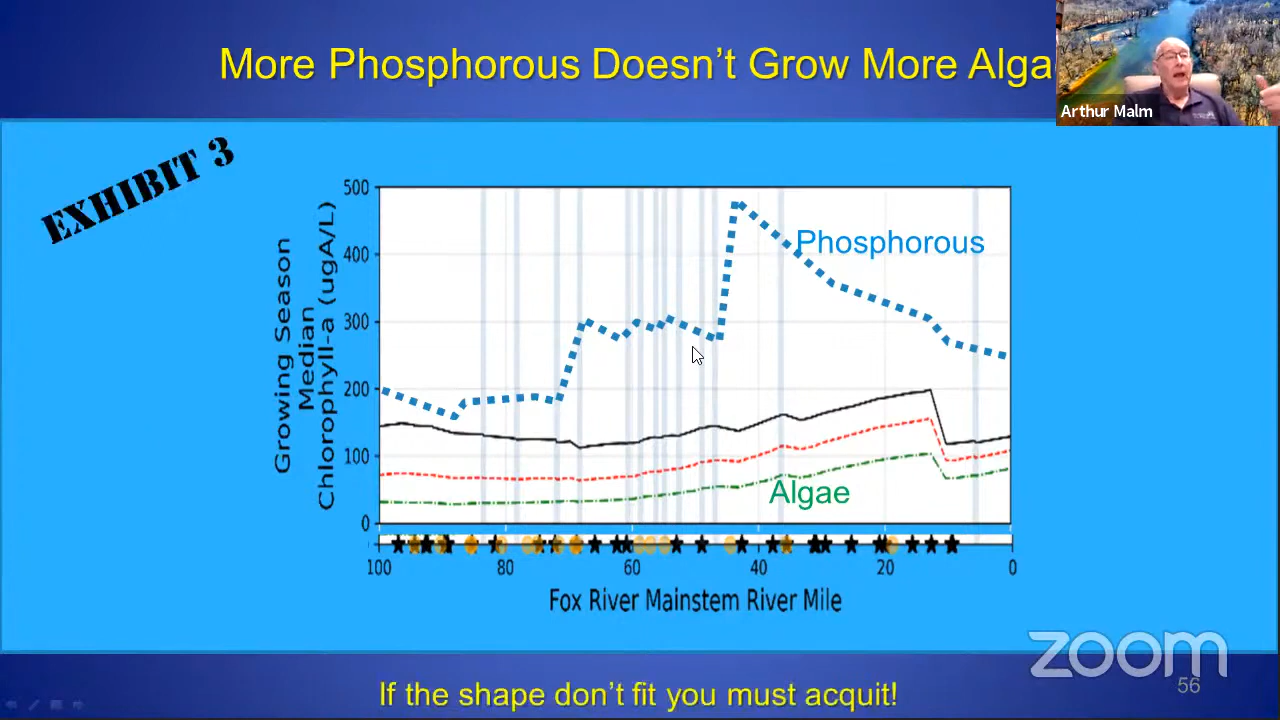 More Phosphorous Doesn't Grow More Alga
Arthur Malm
EXHIBIT 3
Growing Season
Median
Chlorophyll-a (ugA/L)
500
400
300
200
100
0
Phosphorous
Algae
100 80 60 40 20 0
Fox River Mainstem River Mile
zoom
56
If the shape don't fit you must acquit!